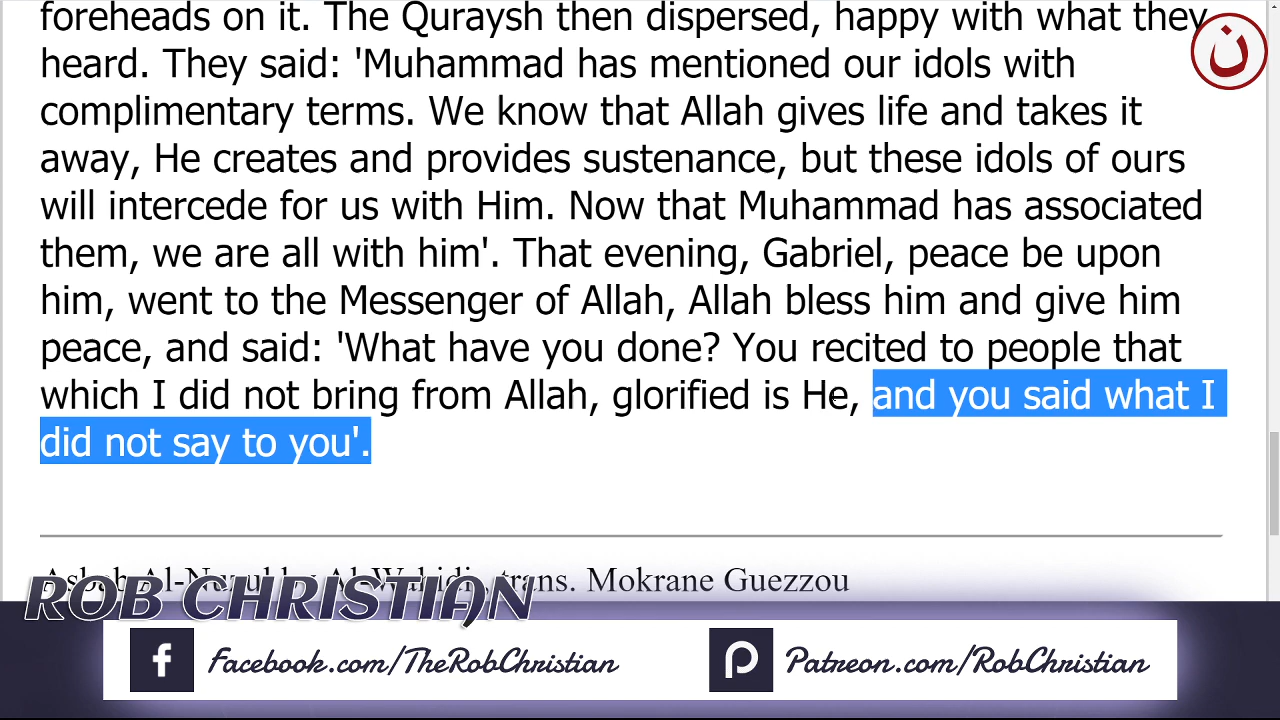 foreheads on it. The Quraysh then dispersed, happy with what they
heard. They said: 'Muhammad has mentioned our idols with
complimentary terms. We know that Allah gives life and takes it
away, He creates and provides sustenance, but these idols of ours
will intercede for us with Him. Now that Muhammad has associated
them, we are all with him'. That evening, Gabriel, peace be upon
him, went to the Messenger of Allah, Allah bless him and give him
peace, and said: 'What have you done? You recited to people that
which I did not bring from Allah, glorified is He, and you said what I
did not say to you'.
Asbab Al-Nuzul by Al-Wahidi, trans. Mokrane Guezzou
ROB CHRISTIAN
Facebook.com/TheRobChristian
Patreon.com/RobChristian
ن